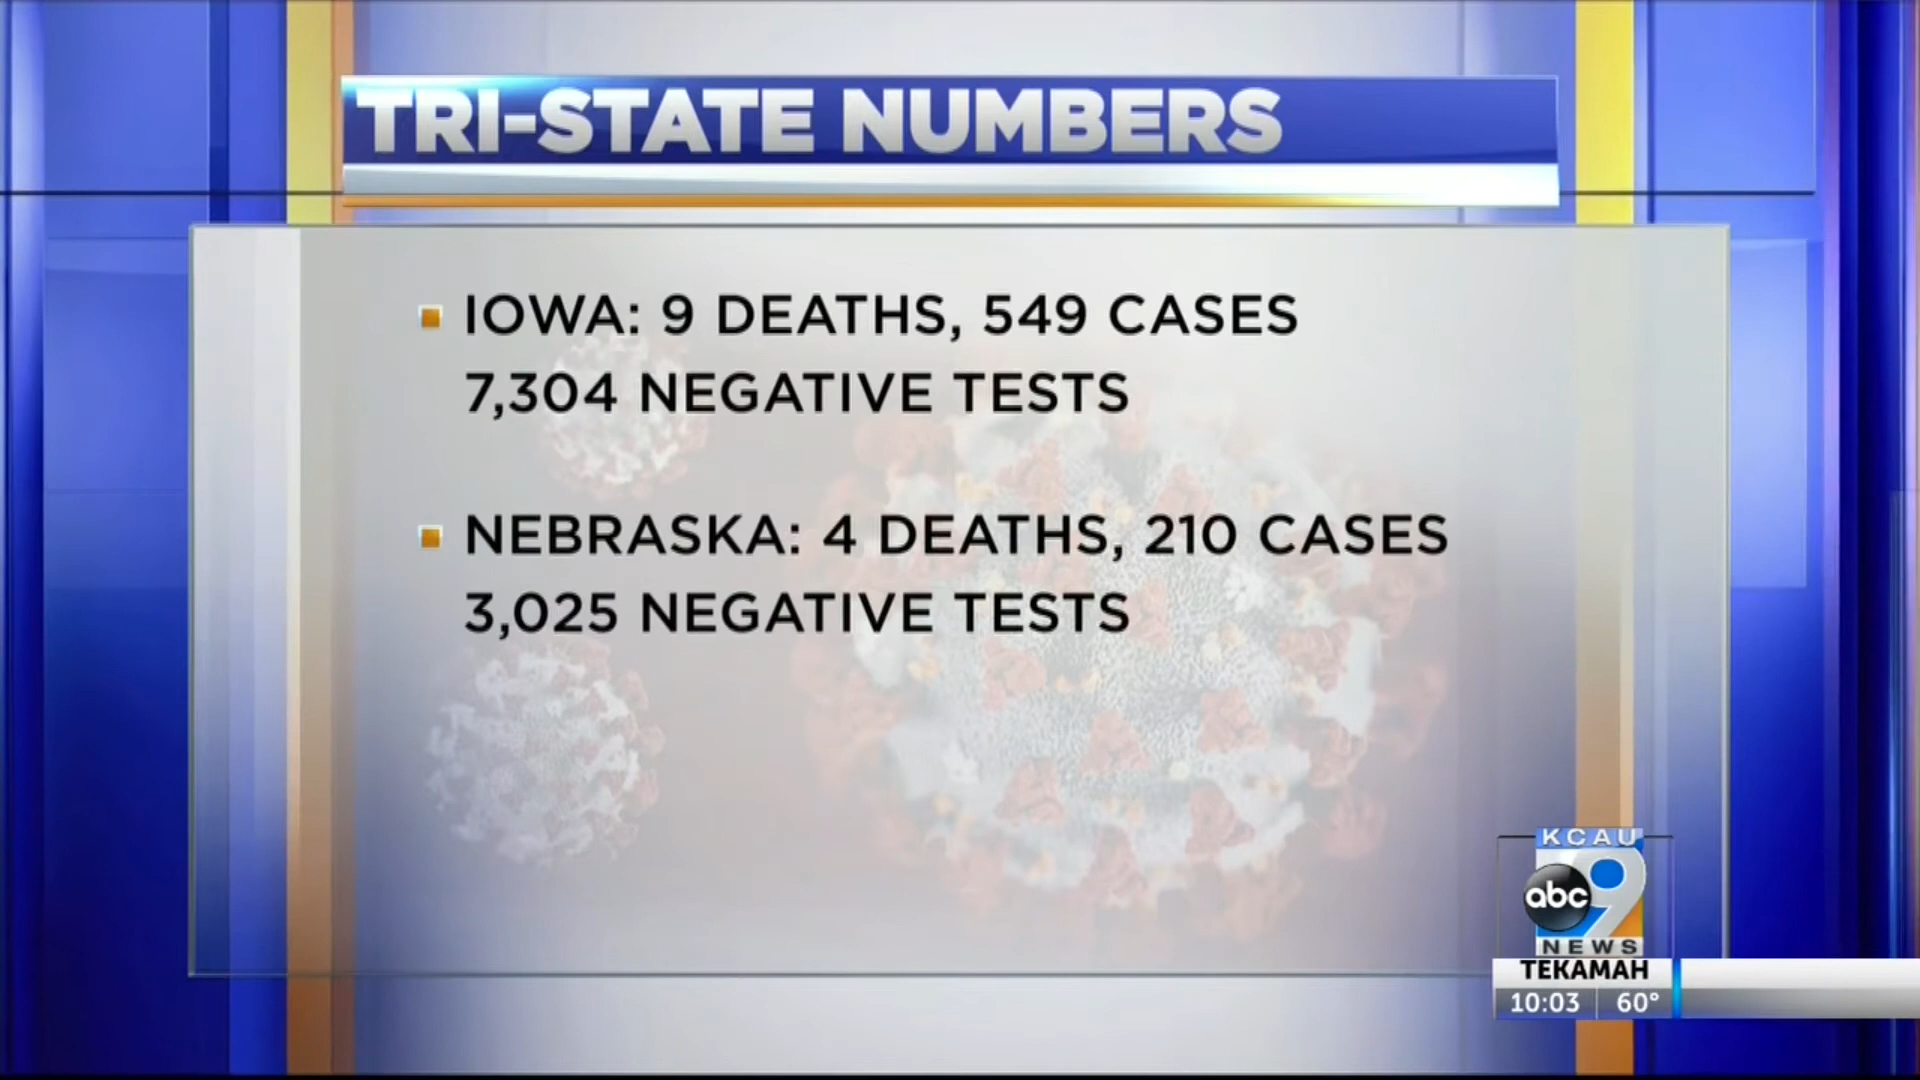 TRI-STATE NUMBERS
IOWA: 9 DEATHS, 549 CASES
7,304 NEGATIVE TESTS
NEBRASKA: 4 DEATHS, 210 CASES
3,025 NEGATIVE TESTS
KCAU
abc 9
NEWS
TEKAMAH
10:03 60°